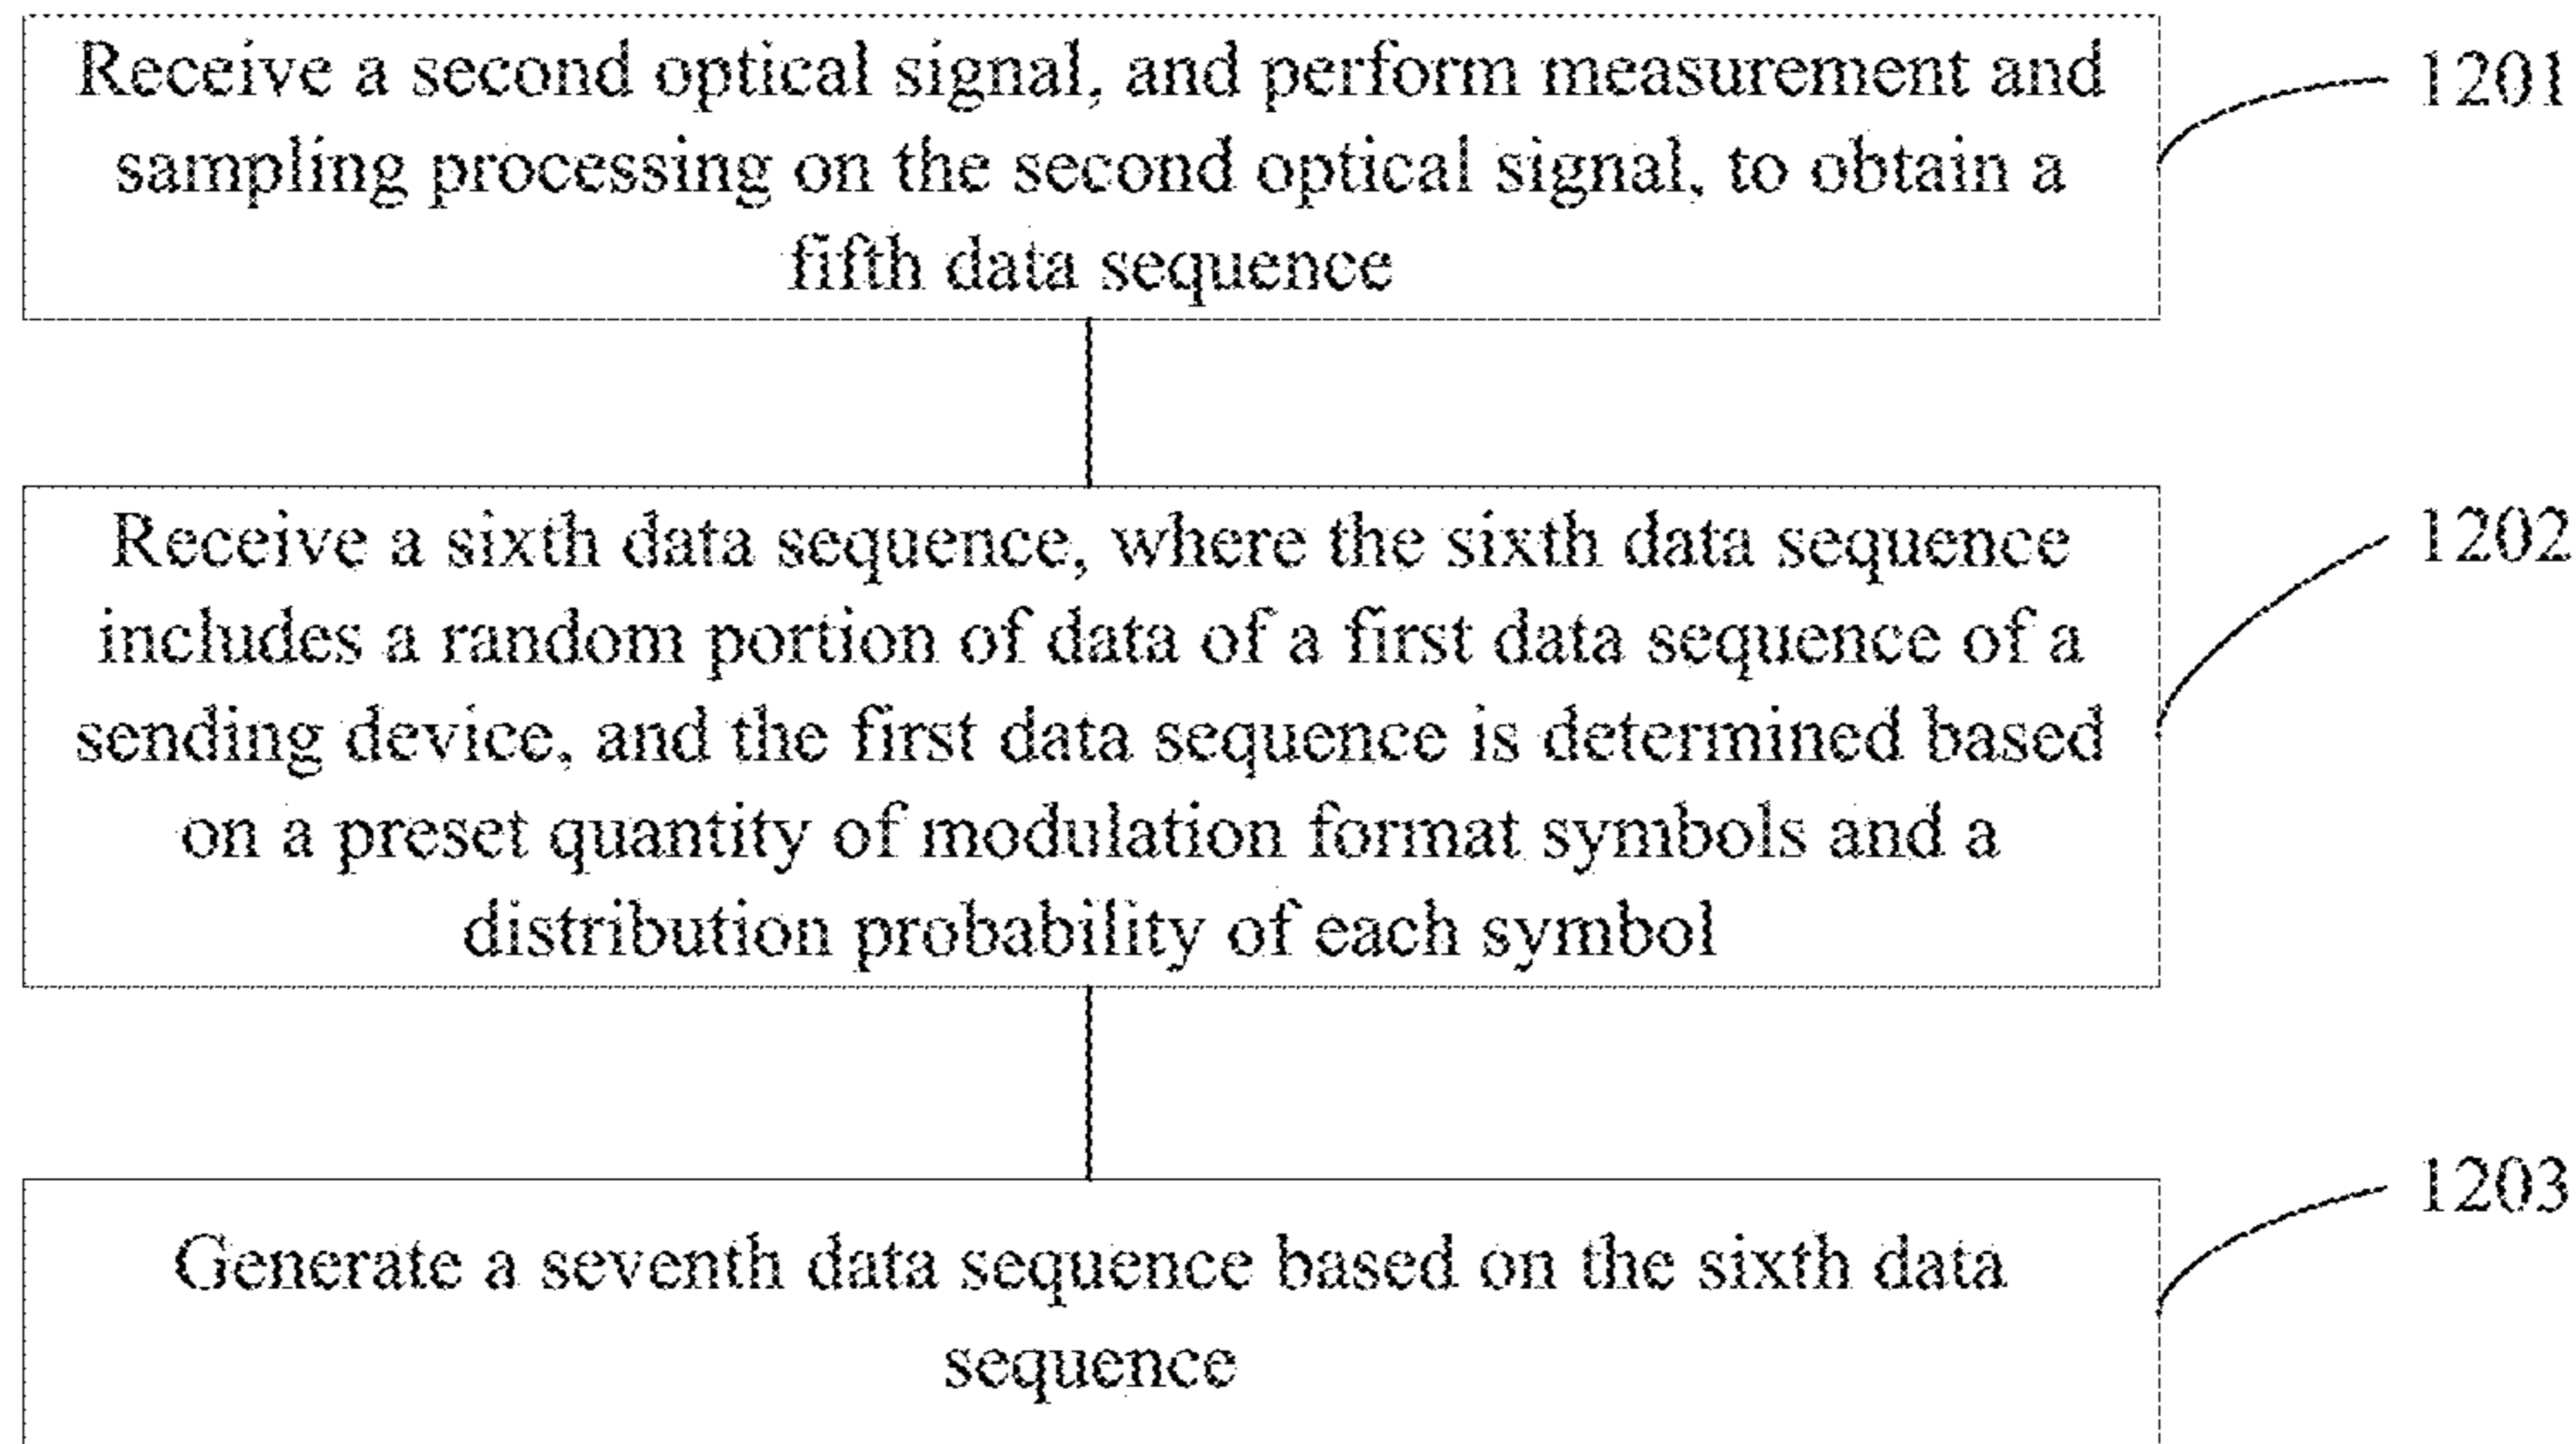 Receive a second optical signal, and perform measurement and
sampling processing on the second optical signal, to obtain a
fifth data sequence
1201
Receive a sixth data sequence, where the sixth data sequence
includes a random portion of data of a first data sequence of a
sending device, and the first data sequence is determined based
on a preset quantity of modulation format symbols and a
distribution probability of each symbol
1202
Generate a seventh data sequence based on the sixth data
sequence
1203